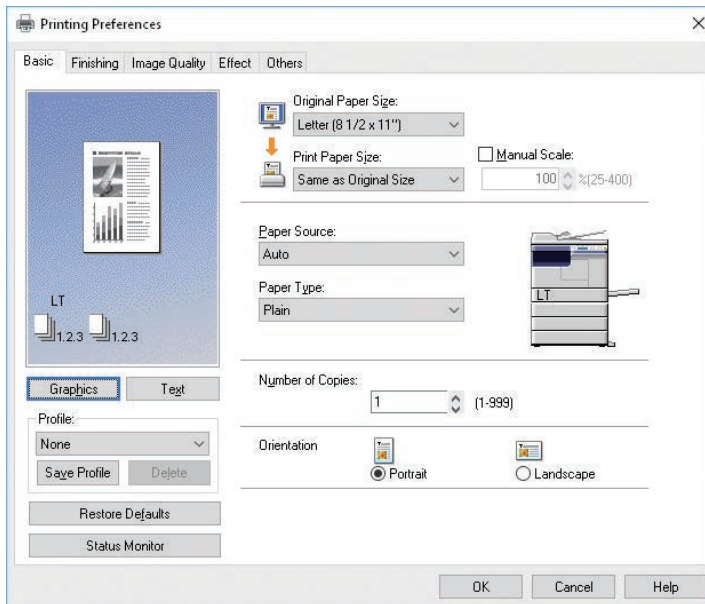 Printing Preferences
Basic Finishing Image Quality Effect Others
Original Paper Size:
Letter (8 1/2 x 11")
Print Paper Size:
Manual Scale:
Same as Original Size
100 %(25-400)
Paper Source:
Auto
Paper Type:
Plain
LT
LT
1.2.3 1.2.3
Graphics Text
Number of Copies:
1 (1-999)
Profile:
None
Save Profile Delete
Orientation
Portrait Landscape
Restore Defaults
Status Monitor
OK Cancel Help